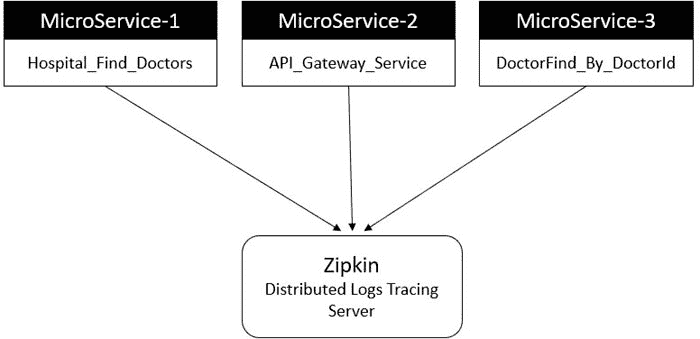 MicroService-1
Hospital_Find_Doctors
MicroService-2
API_Gateway_Service
MicroService-3
DoctorFind_By_DoctorId
Zipkin
Distributed Logs Tracing
Server